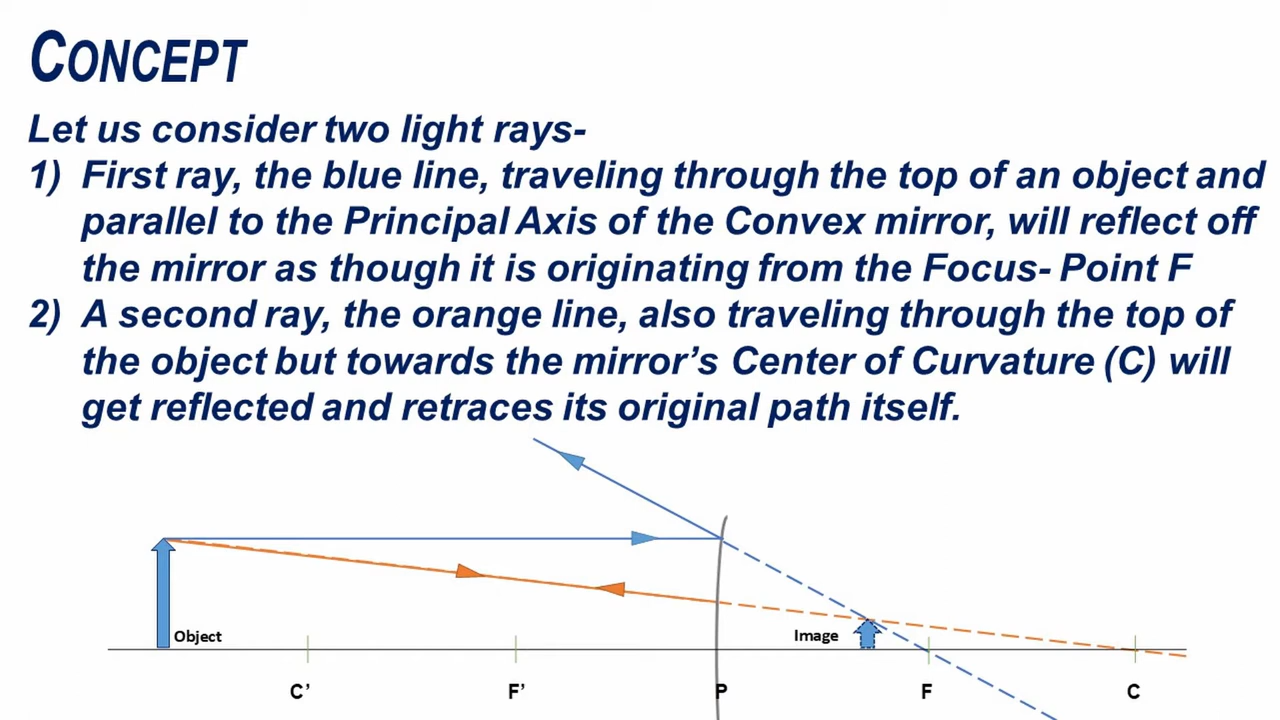 CONCEPT
Let us consider two light rays-
1) First ray, the blue line, traveling through the top of an object and
parallel to the Principal Axis of the Convex mirror, will reflect off
the mirror as though it is originating from the Focus- Point F
2) A second ray, the orange line, also traveling through the top of
the object but towards the mirror’s Center of Curvature (C) will
get reflected and retraces its original path itself.
Object
Image
C’
F’
P
F
C